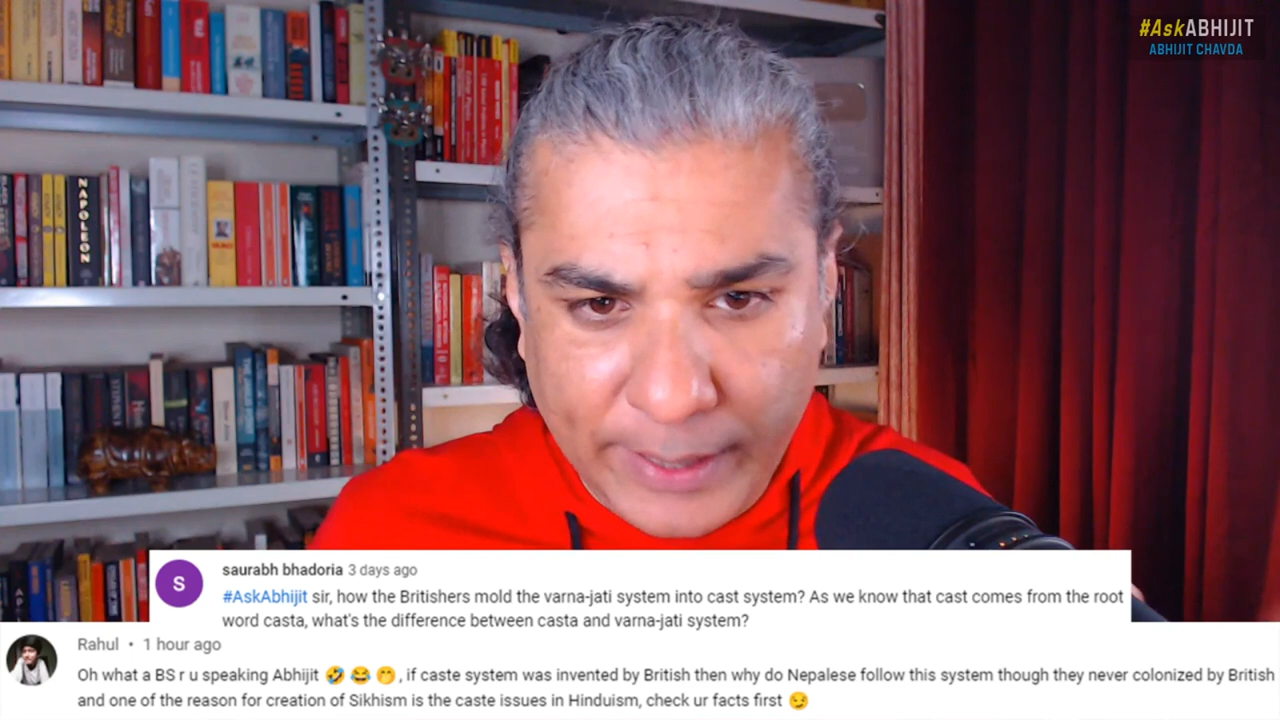 #AskABHIJIT
ABHIJIT CHAVDA
NAPOLEON
S
saurabh bhadoria 3 days ago
#AskAbhijit sir, how the Britishers mold the varna-jati system into cast system? As we know that cast comes from the root
word casta, what's the difference between casta and varna-jati system?
Rahul • 1 hour ago
Oh what a BS r u speaking Abhijit 🤣 😂 🤭, if caste system was invented by British then why do Nepalese follow this system though they never colonized by British
and one of the reason for creation of Sikhism is the caste issues in Hinduism, check ur facts first 😏